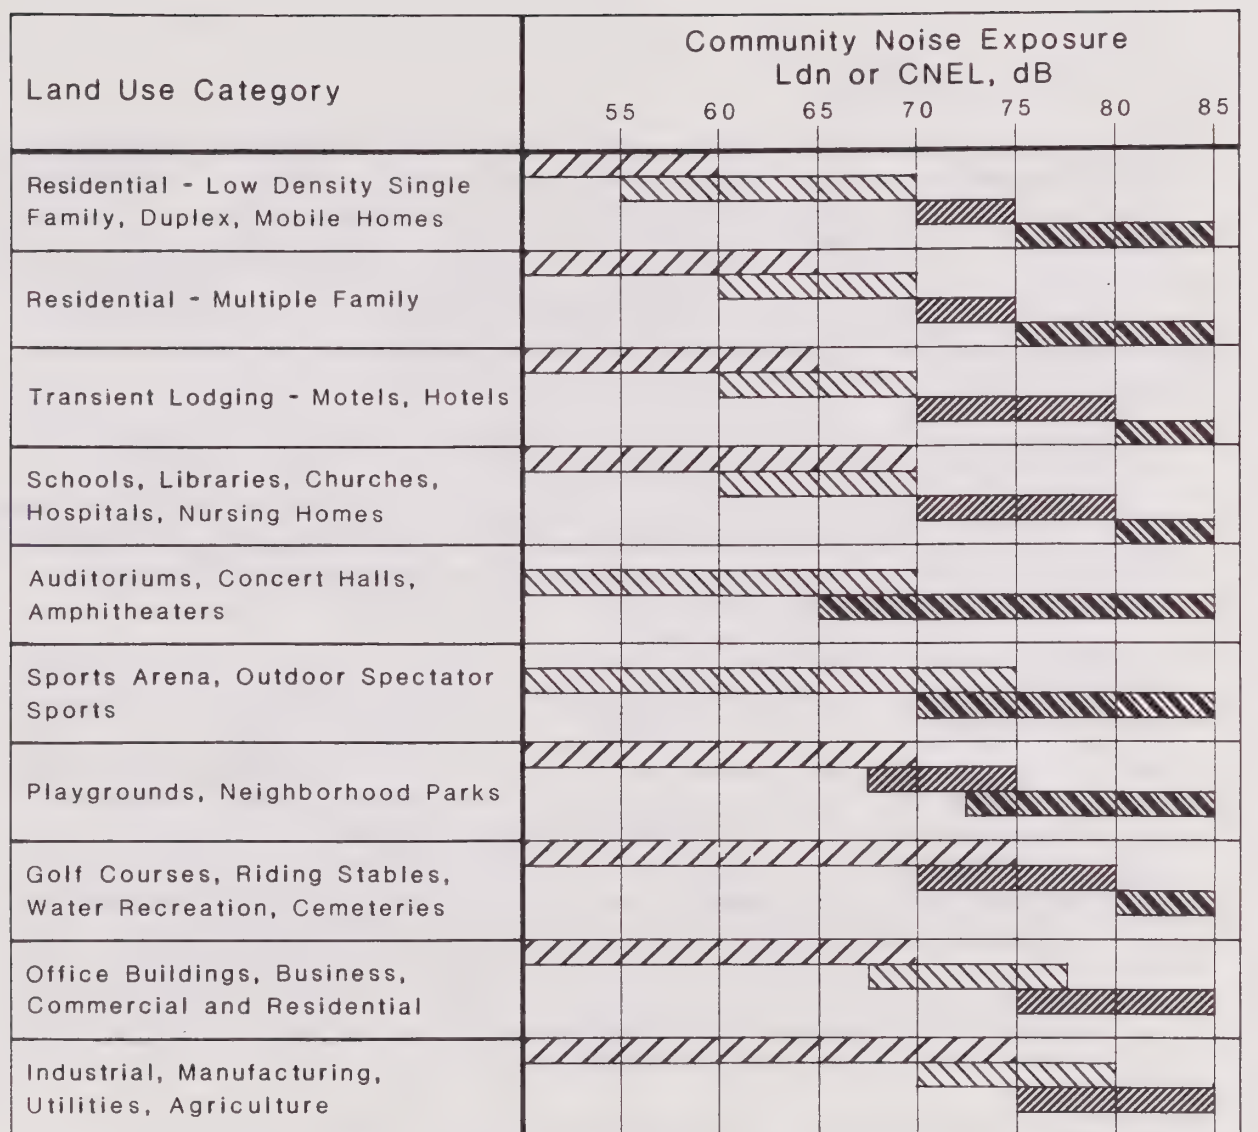 Land Use Category
Community Noise Exposure
Ldn or CNEL, dB
55 60 65 70 75 80 85
Residential - Low Density Single
Family, Duplex, Mobile Homes
Residential - Multiple Family
Transient Lodging - Motels, Hotels
Schools, Libraries, Churches,
Hospitals, Nursing Homes
Auditoriums, Concert Halls,
Amphitheaters
Sports Arena, Outdoor Spectator
Sports
Playgrounds, Neighborhood Parks
Golf Courses, Riding Stables,
Water Recreation, Cemeteries
Office Buildings, Business,
Commercial and Residential
Industrial, Manufacturing,
Utilities, Agriculture